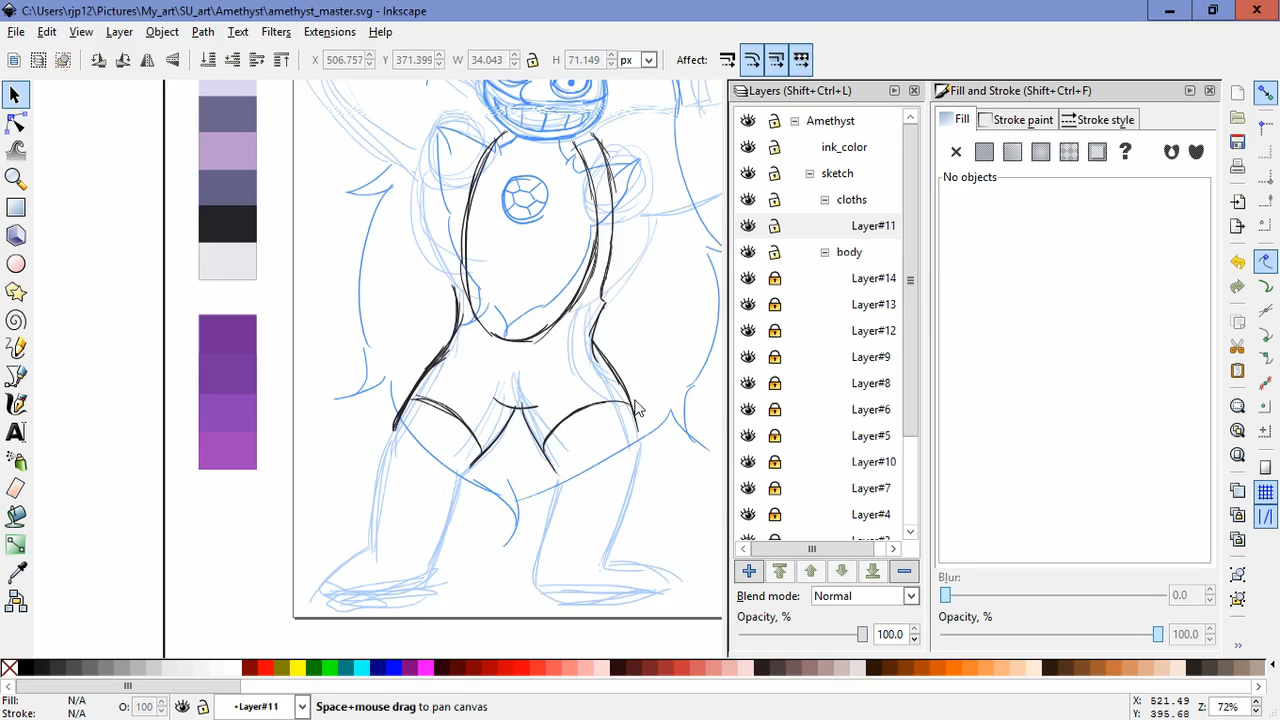 C:\Users\rjp12\Pictures\My_art\SU_art\Amethyst\amethyst_master.svg - Inkscape
File Edit View Layer Object Path Text Filters Extensions Help
X 506.757 Y 371.399 W 34.043 H 71.149 px Affect:
Layers (Shift+Ctrl+L)
Amethyst
ink_color
sketch
cloths
Layer#11
body
Layer#14
Layer#13
Layer#12
Layer#9
Layer#8
Layer#6
Layer#5
Layer#10
Layer#7
Layer#4
Blend mode: Normal
Opacity, %
100.0
Fill and Stroke (Shift+Ctrl+F)
Fill Stroke paint Stroke style
No objects
Blur:
0.0
Opacity, %
100.0
Fill: N/A
Stroke: N/A
O: 100
•Layer#11
Space+mouse drag to pan canvas
X: 521.49
Y: 395.68
Z: 72%